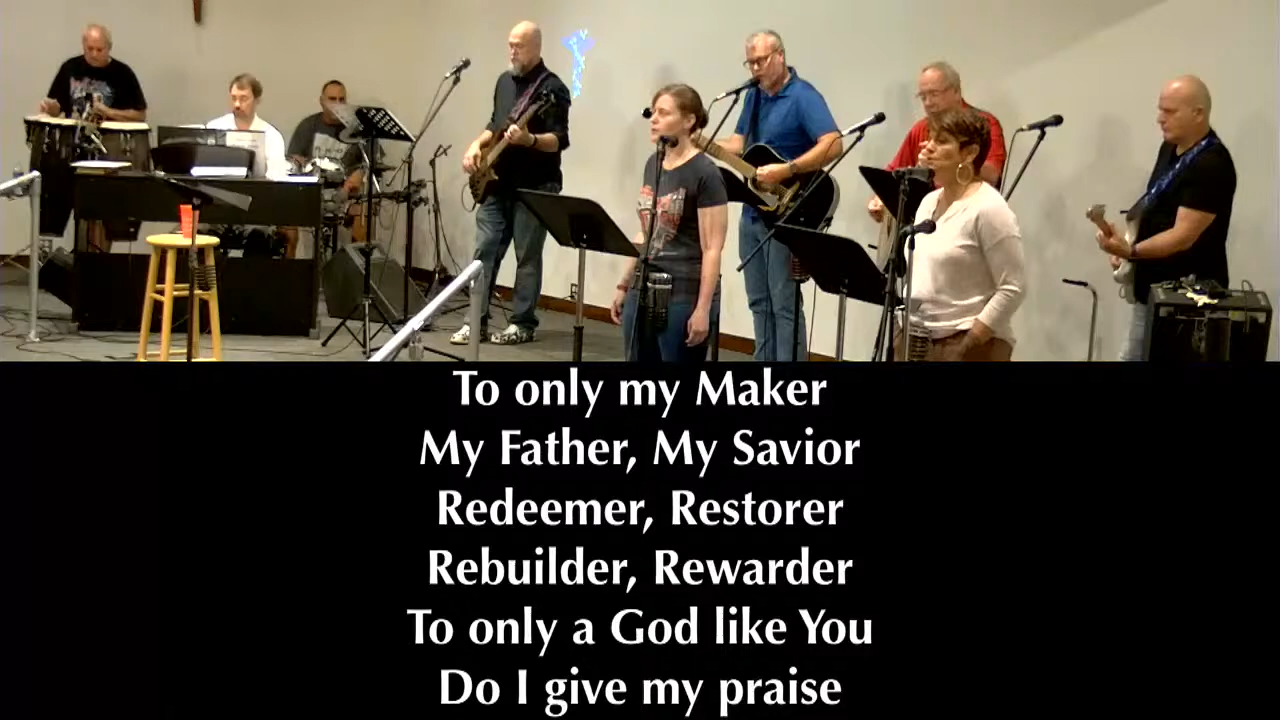 To only my Maker
My Father, My Savior
Redeemer, Restorer
Rebuilder, Rewarder
To only a God like You
Do I give my praise